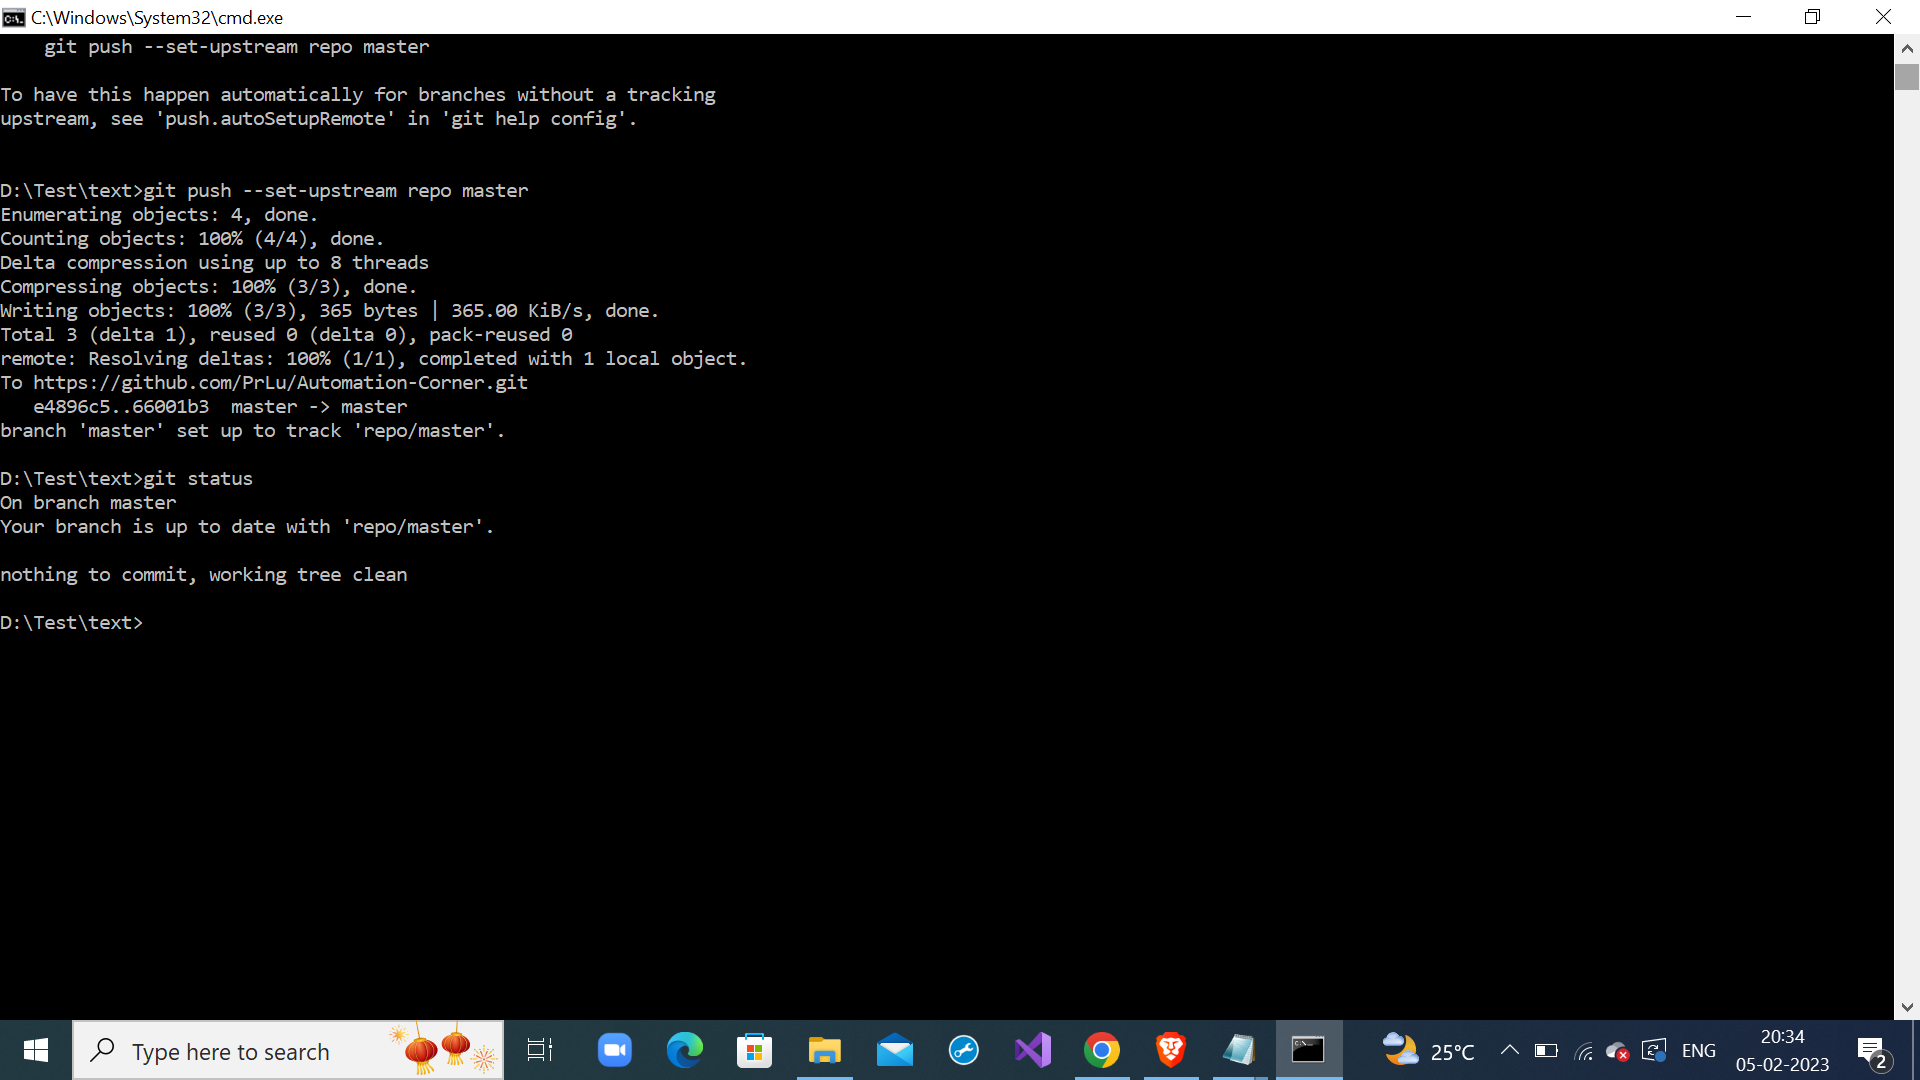 C:\Windows\System32\cmd.exe
git push --set-upstream repo master
To have this happen automatically for branches without a tracking
upstream, see 'push.autoSetupRemote' in 'git help config'.
D:\Test\text>git push --set-upstream repo master
Enumerating objects: 4, done.
Counting objects: 100% (4/4), done.
Delta compression using up to 8 threads
Compressing objects: 100% (3/3), done.
Writing objects: 100% (3/3), 365 bytes | 365.00 KiB/s, done.
Total 3 (delta 1), reused 0 (delta 0), pack-reused 0
remote: Resolving deltas: 100% (1/1), completed with 1 local object.
To https://github.com/PrLu/Automation-Corner.git
e4896c5..66001b3  master -> master
branch 'master' set up to track 'repo/master'.
D:\Test\text>git status
On branch master
Your branch is up to date with 'repo/master'.
nothing to commit, working tree clean
D:\Test\text>
Type here to search
25°C
ENG
20:34
05-02-2023
2